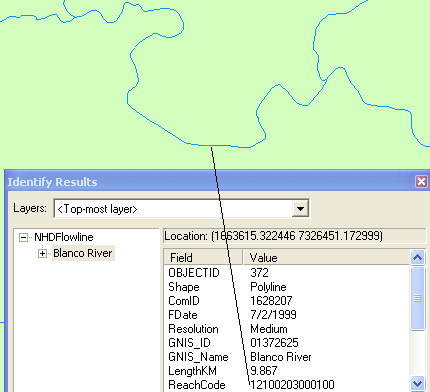 Identify Results
Layers: <Top-most layer>
NHDFlowline
Blanco River
Location: (1663615.322446 7326451.172999)
Field Value
OBJECTID 372
Shape Polyline
ComID 1628207
FDate 7/2/1999
Resolution Medium
GNIS_ID 01372625
GNIS_Name Blanco River
LengthKM 9.867
ReachCode 12100203000100